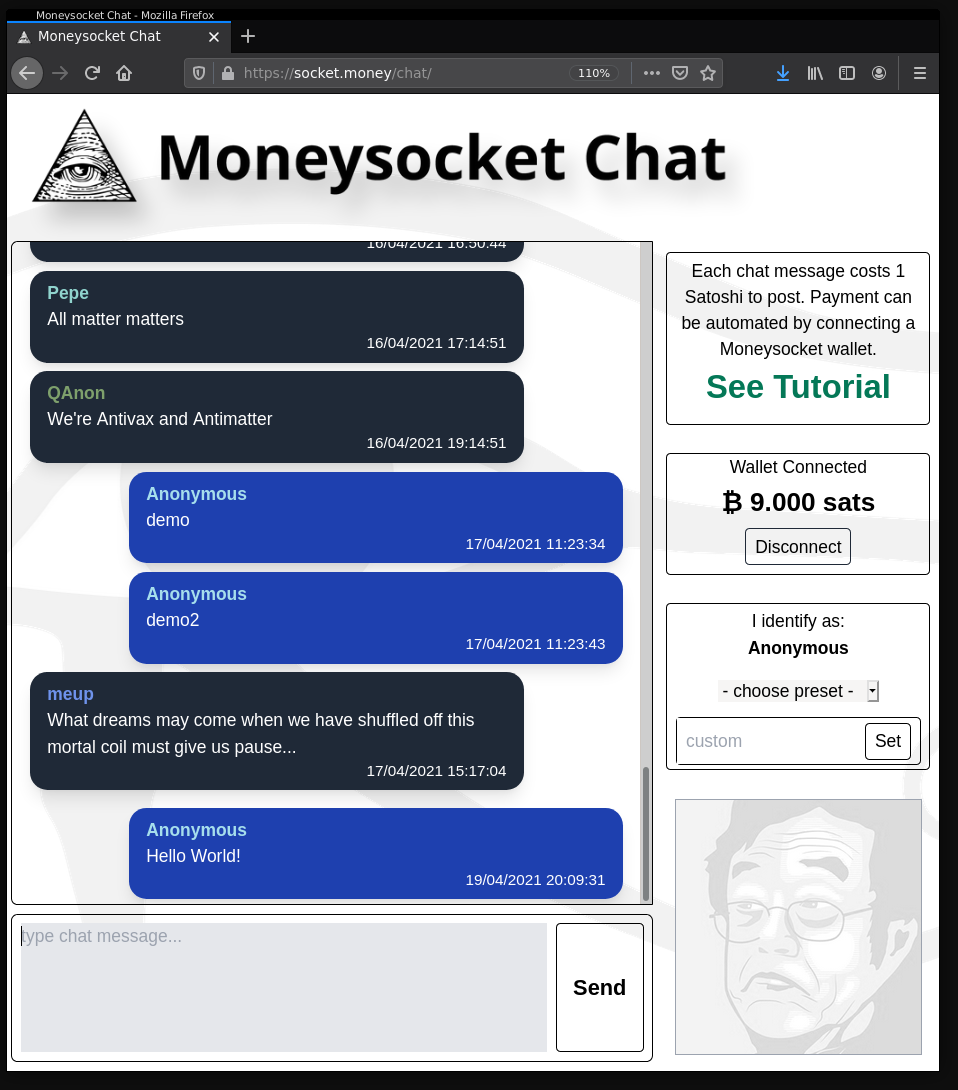 Moneysocket Chat - Mozilla Firefox
Moneysocket Chat
https://socket.money/chat/
110%
Moneysocket Chat
16/04/2021 16:50:44
Pepe
All matter matters
16/04/2021 17:14:51
QAnon
We're Antivax and Antimatter
16/04/2021 19:14:51
Anonymous
demo
17/04/2021 11:23:34
Anonymous
demo2
17/04/2021 11:23:43
meup
What dreams may come when we have shuffled off this
mortal coil must give us pause...
17/04/2021 15:17:04
Anonymous
Hello World!
19/04/2021 20:09:31
type chat message...
Send
Each chat message costs 1
Satoshi to post. Payment can
be automated by connecting a
Moneysocket wallet.
See Tutorial
Wallet Connected
₿ 9.000 sats
Disconnect
I identify as:
Anonymous
- choose preset -
custom
Set